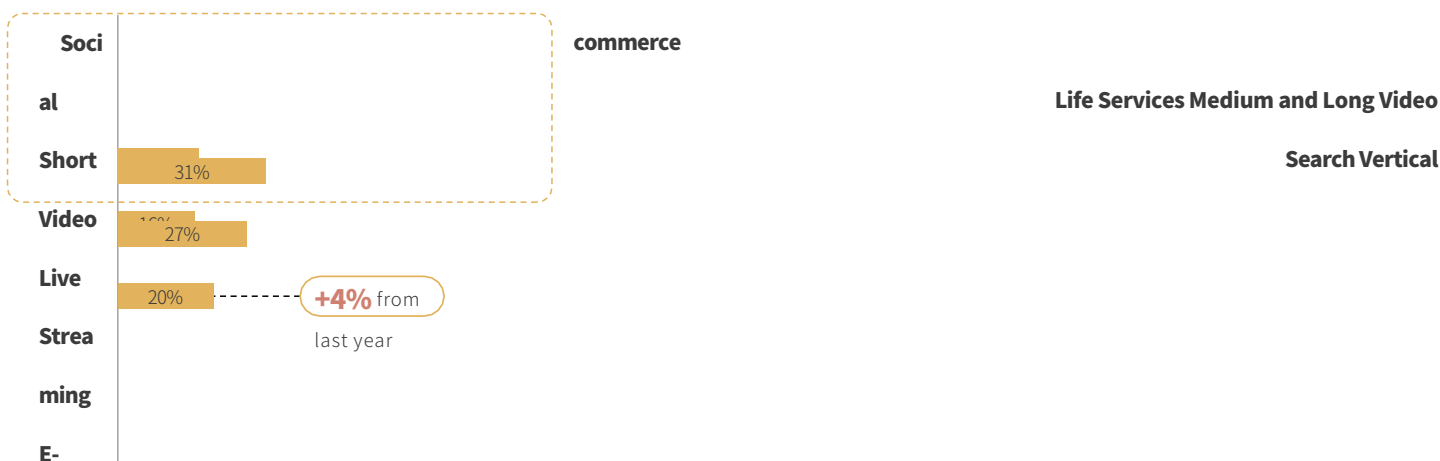 Soci
commerce
al
Life Services Medium and Long Video
Short
31%
Search Vertical
Video
27%
Live
20%
+4% from
last year
Strea
ming
E-